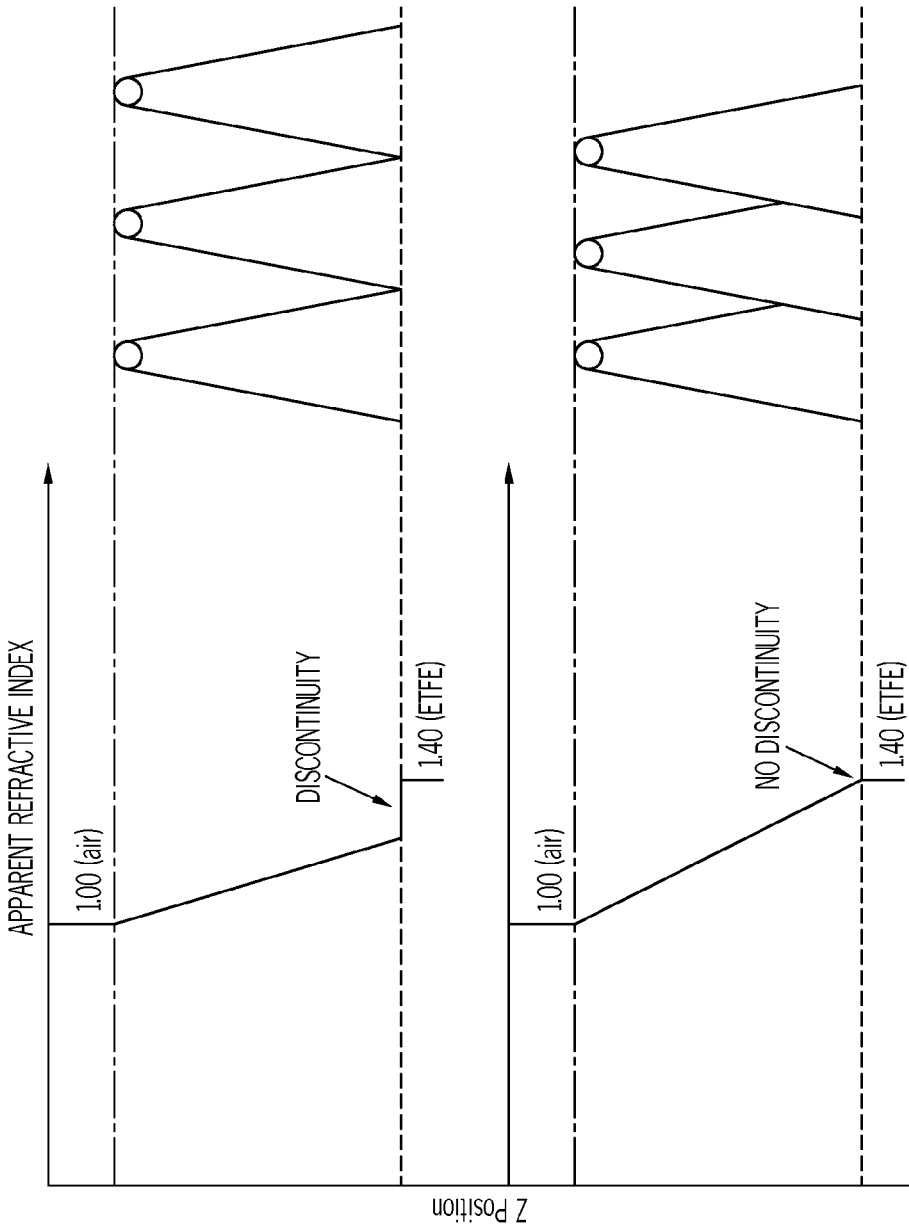 APPARENT REFRACTIVE INDEX
1.00 (air)
DISCONTINUITY
1.40 (ETFE)
1.00 (air)
NO DISCONTINUITY
1.40 (ETFE)
Z Position